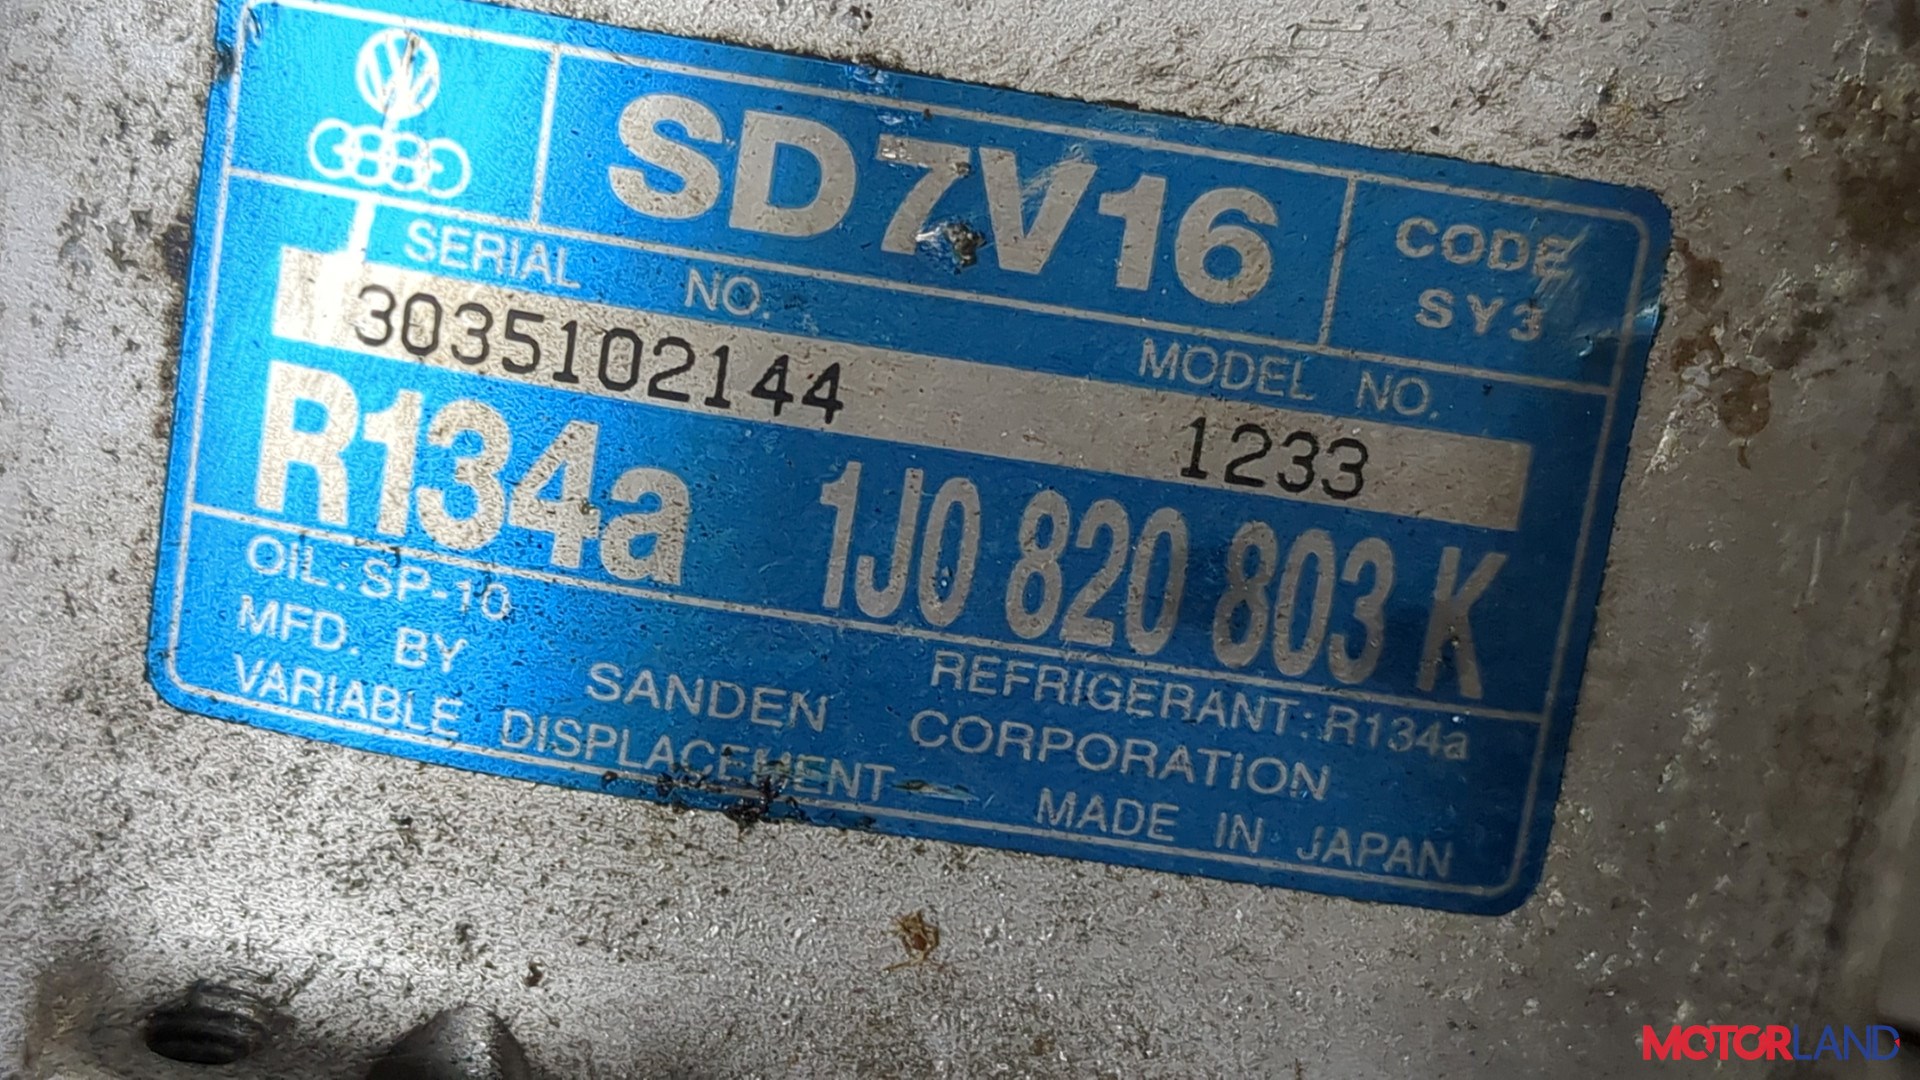 SD7V16
CODE
SY3
SERIAL NO.
MODEL NO.
3035102144
1233
R134a
1J0 820 803 K
OIL: SP-10
REFRIGERANT: R134a
MFD. BY SANDEN CORPORATION
VARIABLE DISPLACEMENT
MADE IN JAPAN
MOTORLAND